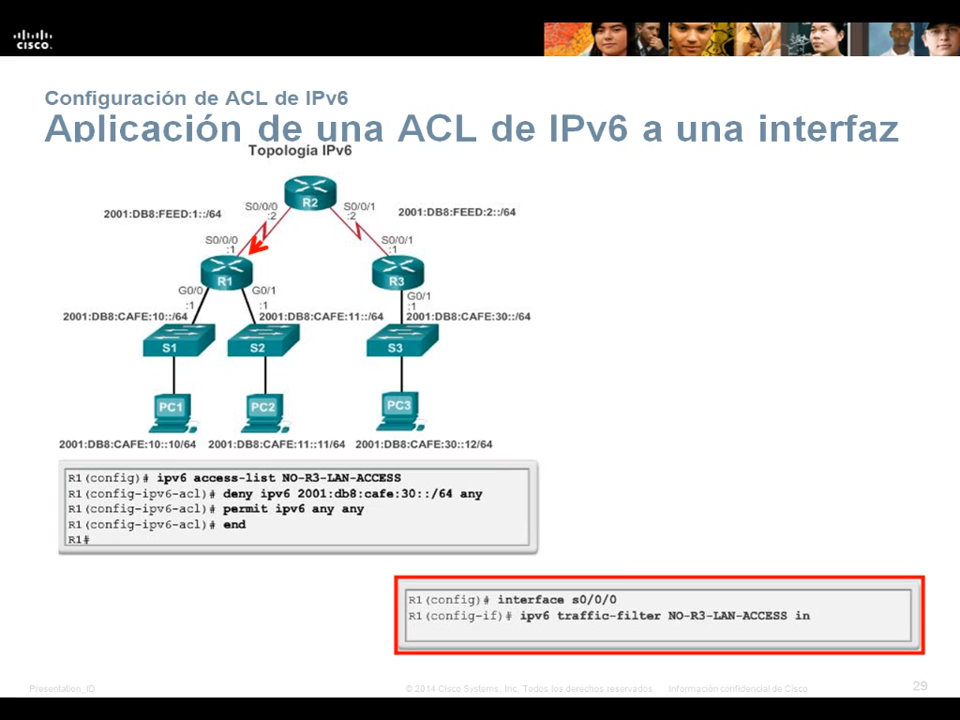 CISCO.
Configuración de ACL de IPv6
Aplicación de una ACL de IPv6 a una interfaz
Topología IPv6
R2
S0/0/0
:2
S0/0/1
:2
2001:DB8:FEED:1::/64
2001:DB8:FEED:2::/64
S0/0/0
:1
S0/0/1
:1
R1
R3
G0/0
:1
G0/1
:1
G0/1
:1
2001:DB8:CAFE:10::/64
2001:DB8:CAFE:11::/64
2001:DB8:CAFE:30::/64
S1
S2
S3
PC1
PC2
PC3
2001:DB8:CAFE:10::10/64
2001:DB8:CAFE:11::11/64
2001:DB8:CAFE:30::12/64
R1(config)# ipv6 access-list NO-R3-LAN-ACCESS
R1(config-ipv6-acl)# deny ipv6 2001:db8:cafe:30::/64 any
R1(config-ipv6-acl)# permit ipv6 any any
R1(config-ipv6-acl)# end
R1#
R1(config)# interface s0/0/0
R1(config-if)# ipv6 traffic-filter NO-R3-LAN-ACCESS in
Presentation_ID
© 2014 Cisco Systems, Inc. Todos los derechos reservados.
Información confidencial de Cisco
29